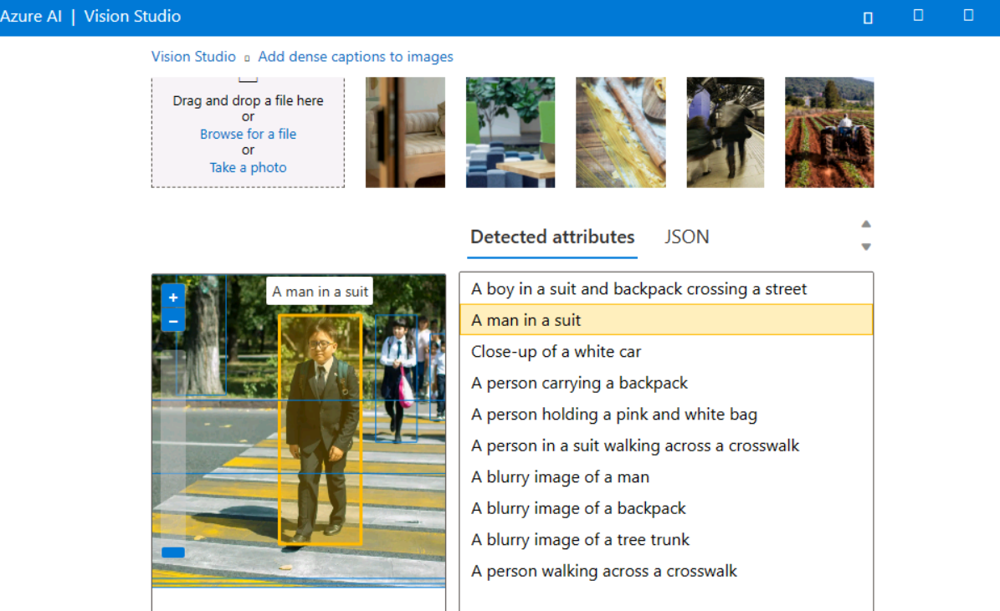 Azure AI | Vision Studio
Vision Studio Add dense captions to images
Drag and drop a file here
or
Browse for a file
or
Take a photo
Detected attributes JSON
+
−
A man in a suit
A boy in a suit and backpack crossing a street
A man in a suit
Close-up of a white car
A person carrying a backpack
A person holding a pink and white bag
A person in a suit walking across a crosswalk
A blurry image of a man
A blurry image of a backpack
A blurry image of a tree trunk
A person walking across a crosswalk